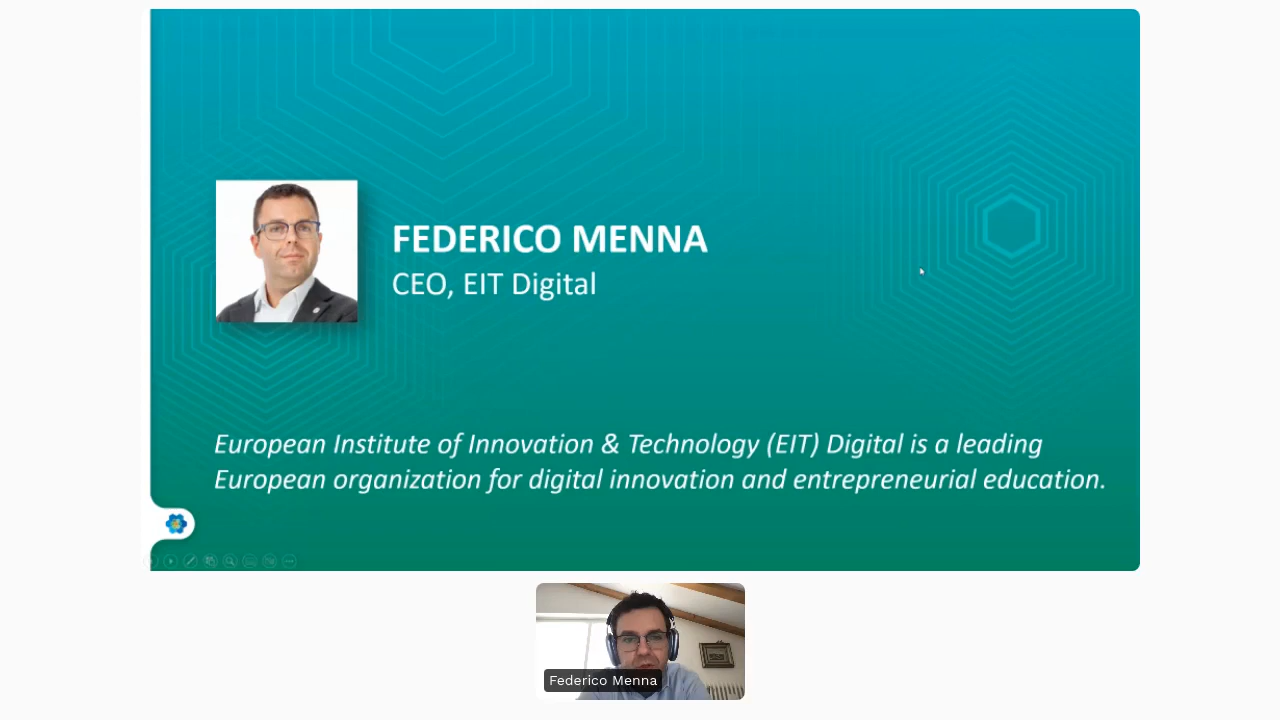 FEDERICO MENNA
CEO, EIT Digital
European Institute of Innovation & Technology (EIT) Digital is a leading
European organization for digital innovation and entrepreneurial education.
Federico Menna